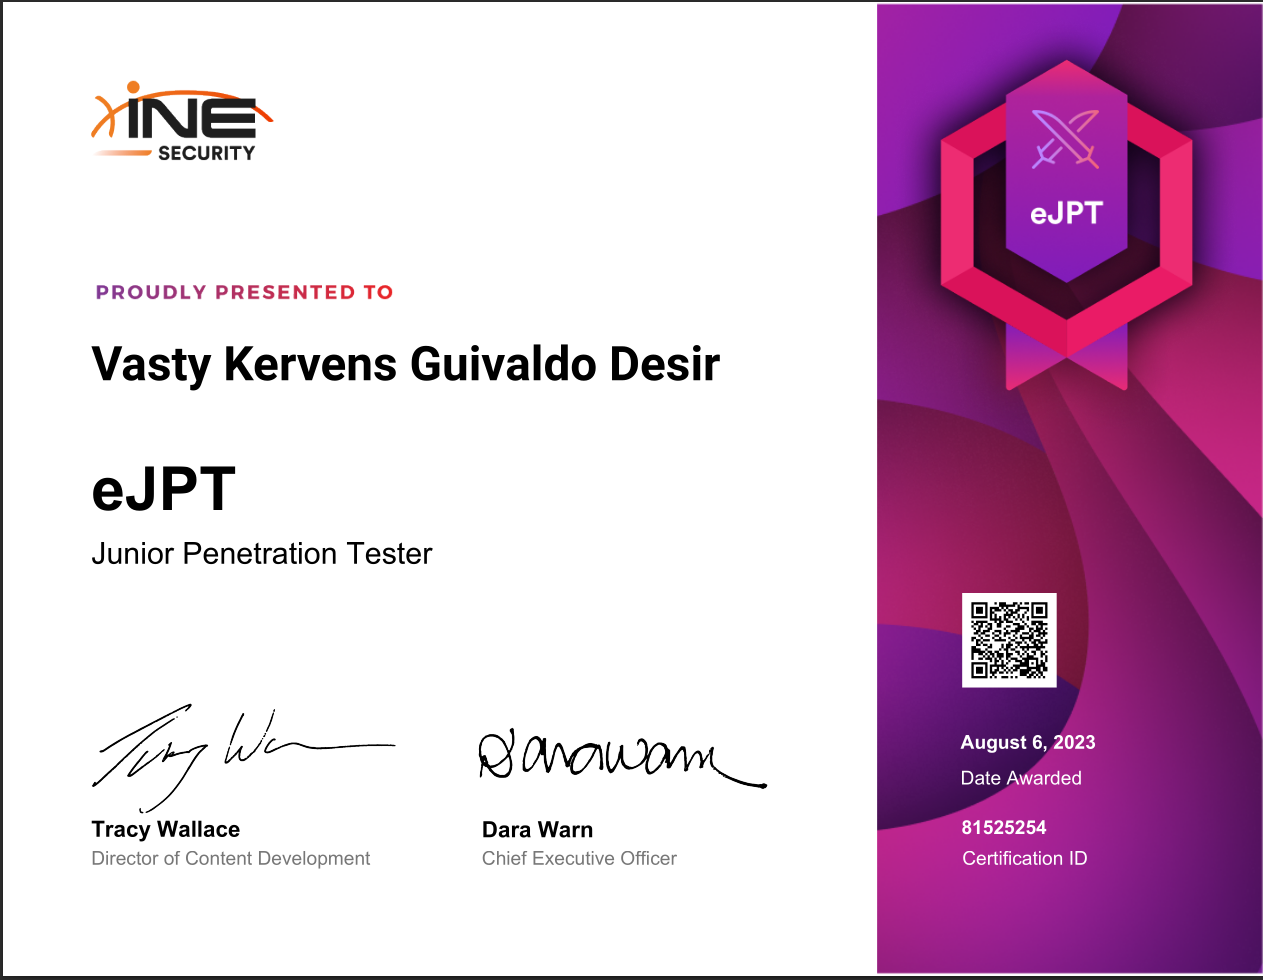 INE
SECURITY
PROUDLY PRESENTED TO
Vasty Kervens Guivaldo Desir
eJPT
Junior Penetration Tester
Tracy Wallace
Director of Content Development
Dara Warn
Chief Executive Officer
eJPT
August 6, 2023
Date Awarded
81525254
Certification ID